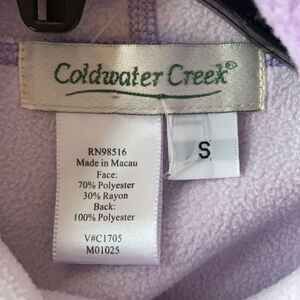 Coldwater Creek®
RN98516
Made in Macau
Face:
70% Polyester
30% Rayon
Back:
100% Polyester
V#C1705
M01025
S